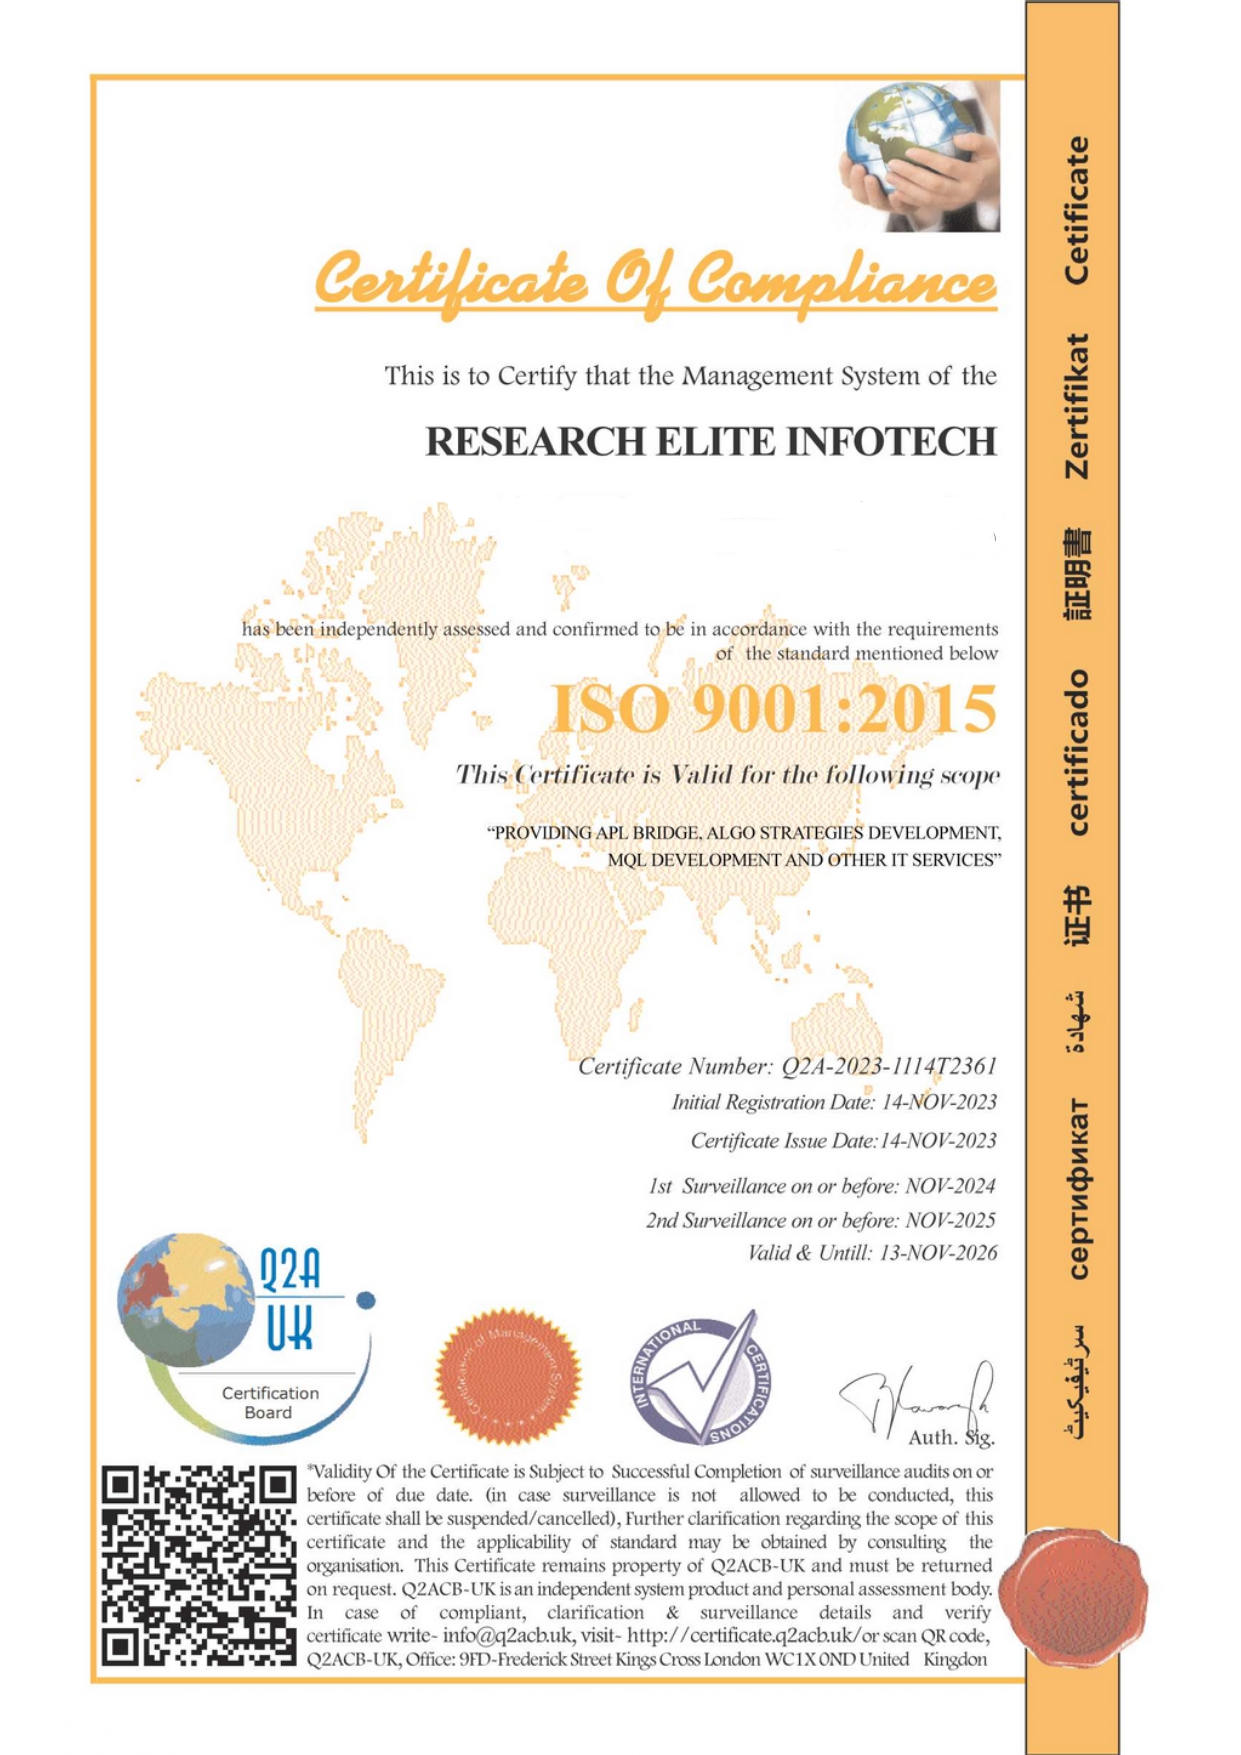 Certificate Of Compliance
This is to Certify that the Management System of the
RESEARCH ELITE INFOTECH
has been independently assessed and confirmed to be in accordance with the requirements
of the standard mentioned below
ISO 9001:2015
This Certificate is Valid for the following scope
“PROVIDING APL BRIDGE, ALGO STRATEGIES DEVELOPMENT,
MQL DEVELOPMENT AND OTHER IT SERVICES”
Certificate Number: Q2A-2023-1114T2361
Initial Registration Date: 14-NOV-2023
Certificate Issue Date:14-NOV-2023
1st Surveillance on or before: NOV-2024
2nd Surveillance on or before: NOV-2025
Valid & Untill: 13-NOV-2026
Q2A
UK
Certification
Board
Certification of Management System
INTERNATIONAL
CERTIFICATIONS
Auth. Sig.
*Validity Of the Certificate is Subject to Successful Completion of surveillance audits on or
before of due date. (in case surveillance is not allowed to be conducted, this
certificate shall be suspended/cancelled), Further clarification regarding the scope of this
certificate and the applicability of standard may be obtained by consulting the
organisation. This Certificate remains property of Q2ACB-UK and must be returned
on request. Q2ACB-UK is an independent system product and personal assessment body.
In case of compliant, clarification & surveillance details and verify
certificate write- info@q2acb.uk, visit- http://certificate.q2acb.uk/or scan QR code,
Q2ACB-UK, Office: 9FD-Frederick Street Kings Cross London WC1X 0ND United Kingdon
سرٹیفیکیٹ сертификат شهادة 证书 certificado 証明書 Zertifikat Cetificate